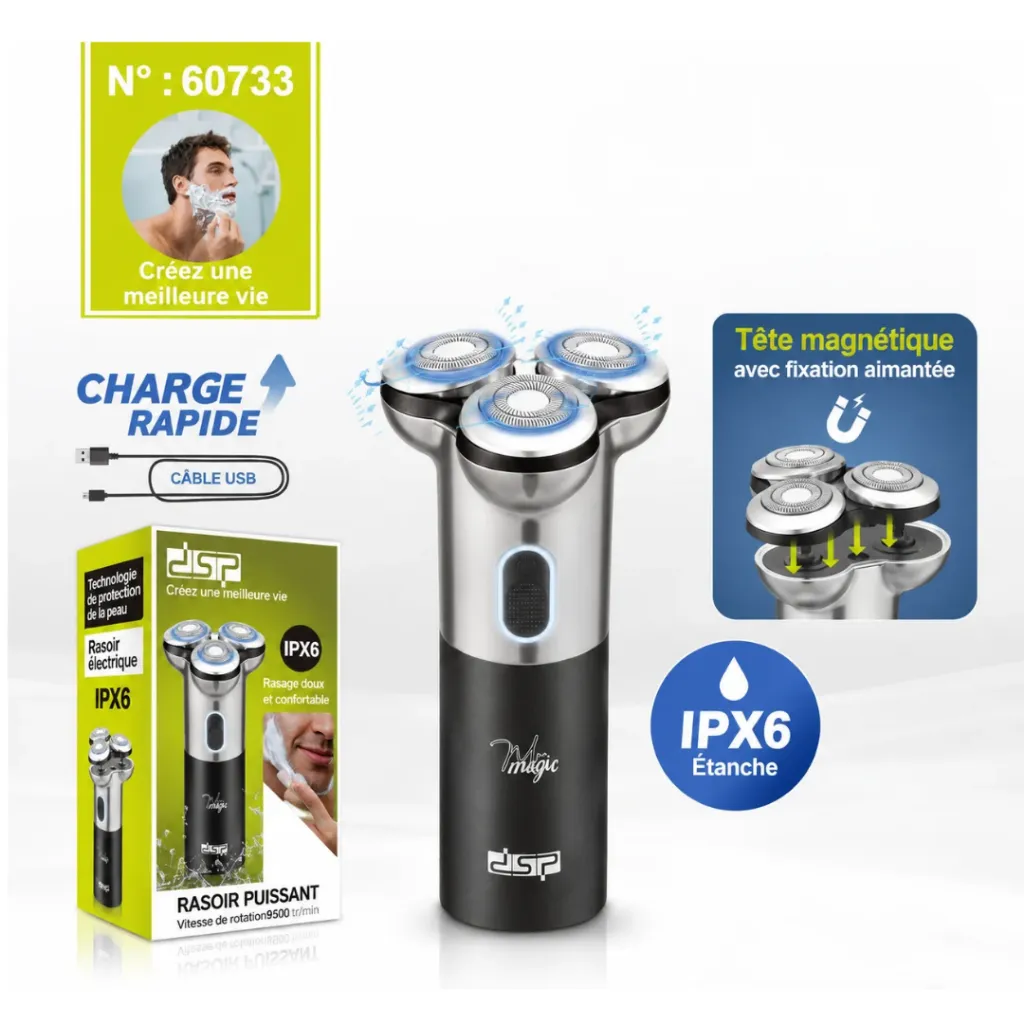 N° : 60733
Créez une
meilleure vie
CHARGE
RAPIDE
CÂBLE USB
Tête magnétique
avec fixation aimantée
IPX6
Étanche
Mr magic
dsp
Technologie
de protection
de la peau
Rasoir
électrique
IPX6
dsp
Créez une meilleure vie
IPX6
Rasage doux
et confortable
magic
dsp
RASOIR PUISSANT
Vitesse de rotation9500 tr/min